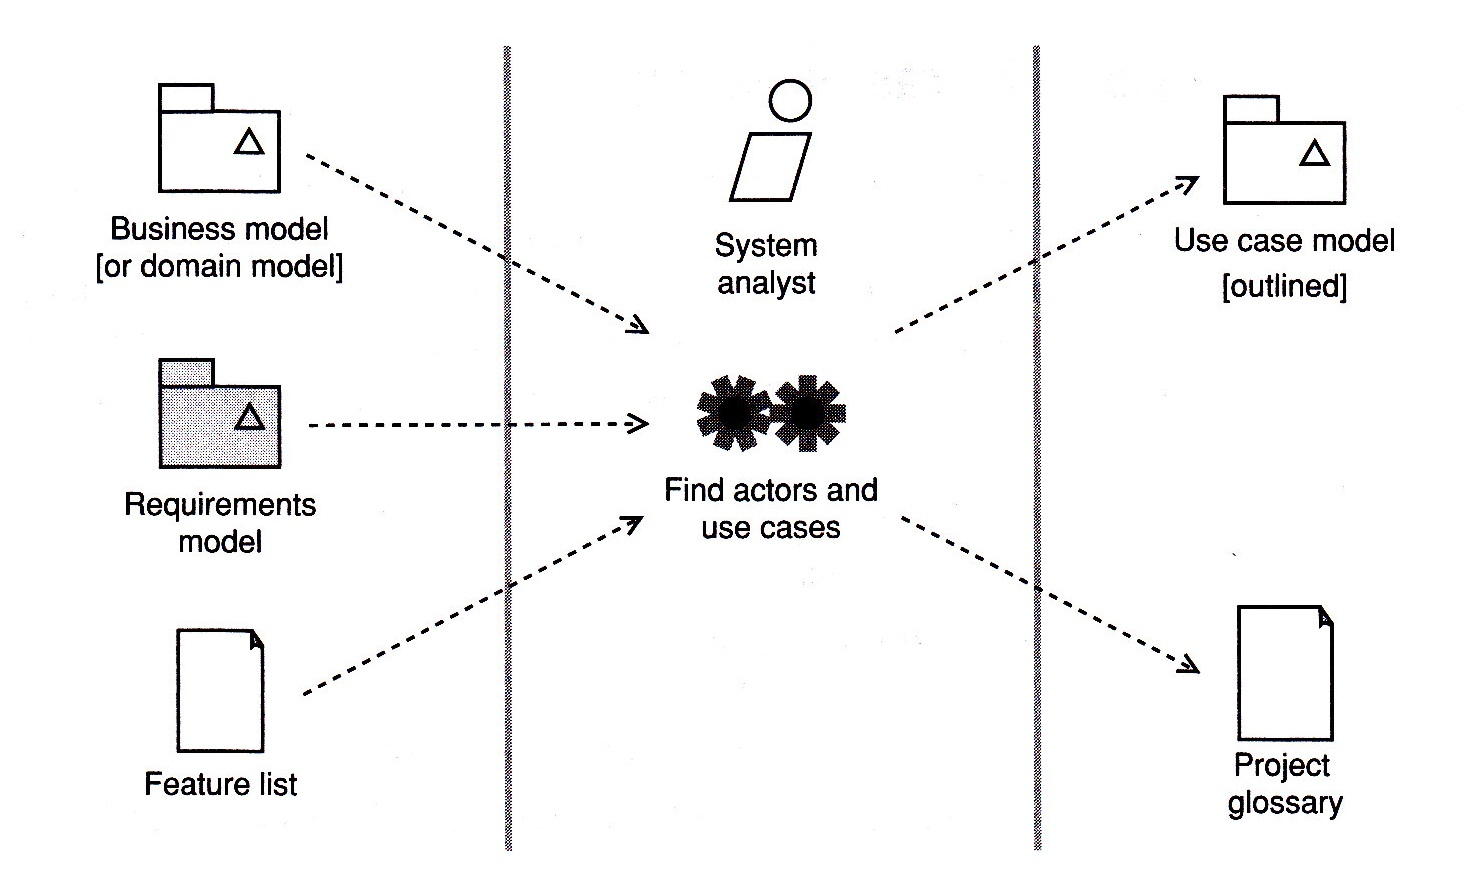 Business model
[or domain model]
Requirements
model
Feature list
System
analyst
Find actors and
use cases
Use case model
[outlined]
Project
glossary